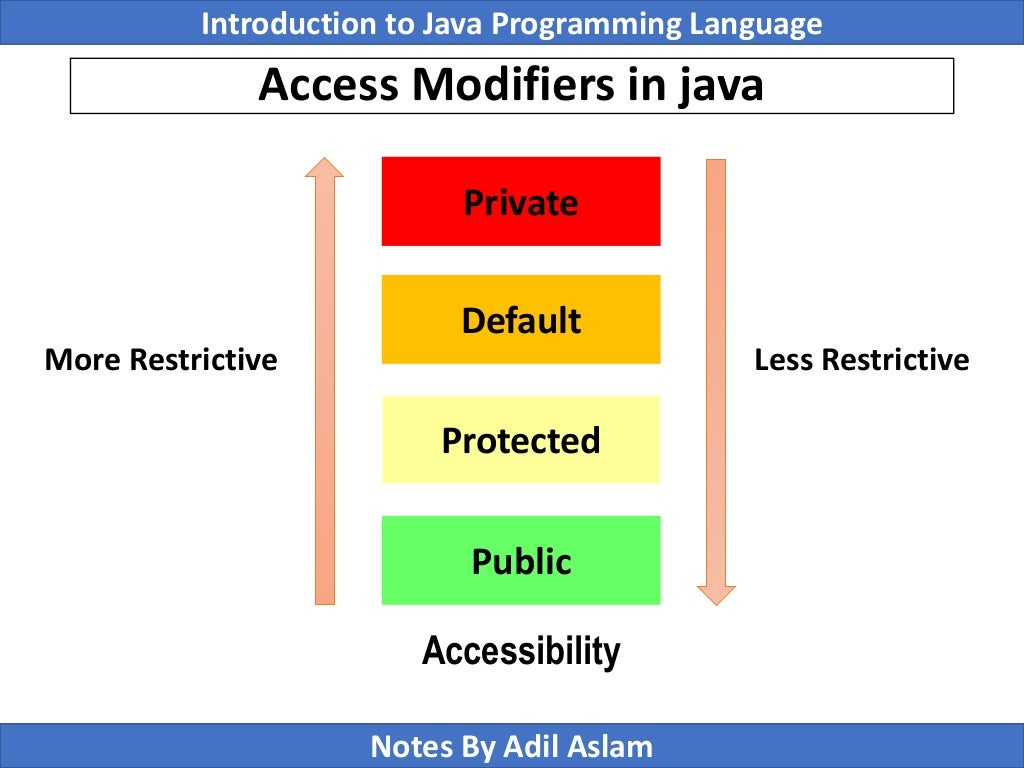 Introduction to Java Programming Language
Access Modifiers in java
Private
Default
More Restrictive
Less Restrictive
Protected
Public
Accessibility
Notes By Adil Aslam